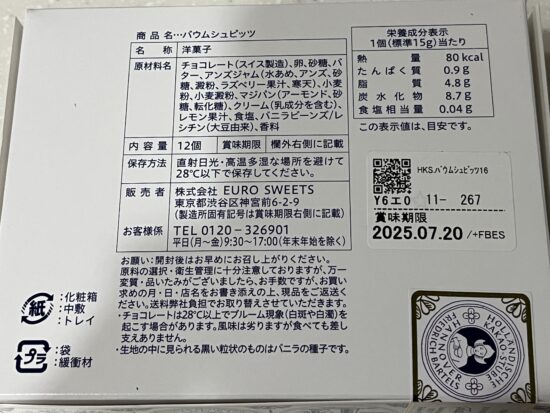 商品名…バウムシュピッツ
名称 洋菓子
原材料名 チョコレート(スイス製造)、卵、砂糖、バ
ター、アンズジャム(水あめ、アンズ、砂
糖、澱粉、ラズベリー果汁、寒天)、小麦
粉、小麦澱粉、マジパン(アーモンド、砂
糖、転化糖)、クリーム(乳成分を含む)、
レモン果汁、食塩、バニラビーンズ/レ
シチン(大豆由来)、香料
内容量 12個 賞味期限 欄外右側に記載
保存方法 直射日光・高温多湿な場所を避けて
28℃以下で保存してください。
販売者 株式会社 EURO SWEETS
東京都渋谷区神宮前6-2-9
(製造所固有記号は賞味期限右側に記載)
お客様係 TEL 0120-326901
平日(月~金)9:30~17:00(年末年始を除く)
お願い:開封後はお早めにお召し上がりください。
原料の選択・衛生管理に十分注意しておりますが、万一
変質・品いたみがございましたら、お手数ですが、お買い
求めの月・日・店名をお書き添えの上、現品をご返送くだ
さい。送料弊社負担でお取り替えさせていただきます。
・チョコレートは28℃以上でブルーム現象(白斑や白濁)を
起こす場合があります。風味は劣りますが食べても差し
支えありません。
・生地の中に見られる黒い粒状のものはバニラの種子です。
紙
:化粧箱
:中敷
:トレイ
プラ
:袋
:緩衝材
栄養成分表示
1個(標準15g)当たり
熱量 80kcal
たんぱく質 0.9g
脂質 4.8g
炭水化物 8.7g
食塩相当量 0.04g
この表示値は、目安です。
HKS.バウムシュピッツ16
Y6エ0 11- 267
賞味期限
2025.07.20 /+FBES
HOLLÄNDISCHE
KAKAO-STUBE
HANNOVER
FRIEDRICH BARTELS